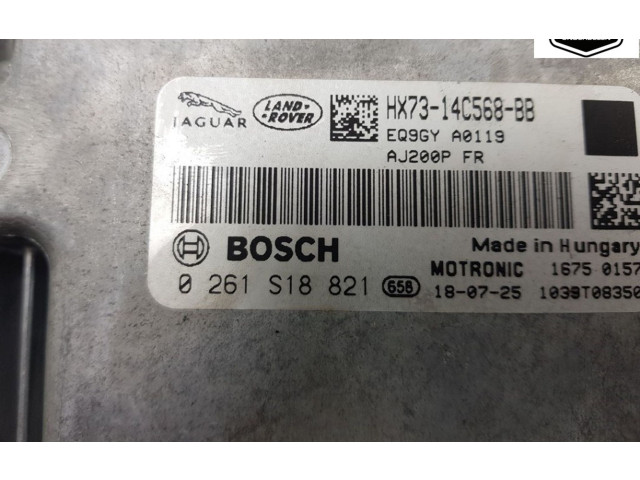 JAGUAR
LAND ROVER
HX73-14C568-BB
EQ9GY A0119
AJ200P FR
BOSCH
Made in Hungary
0 261 S18 821 658
MOTRONIC 1675 0157
18-07-25 1039T08350